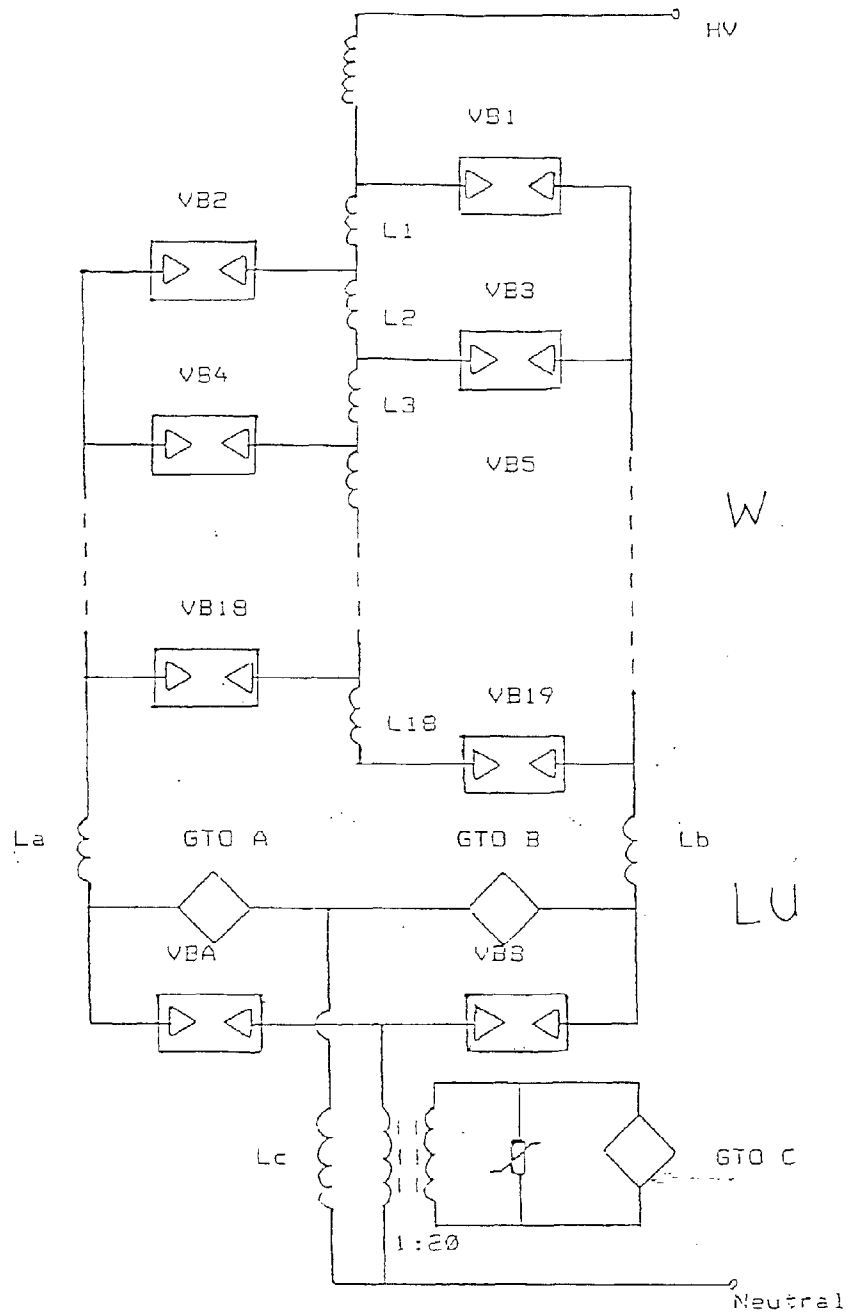 HV
VB1
VB2
L1
L2
VB3
VB4
L3
VB5
W
VB18
VB19
L18
La
GTO A
GTO B
Lb
LU
VBA
VBB
Lc
GTO C
1:20
Neutral